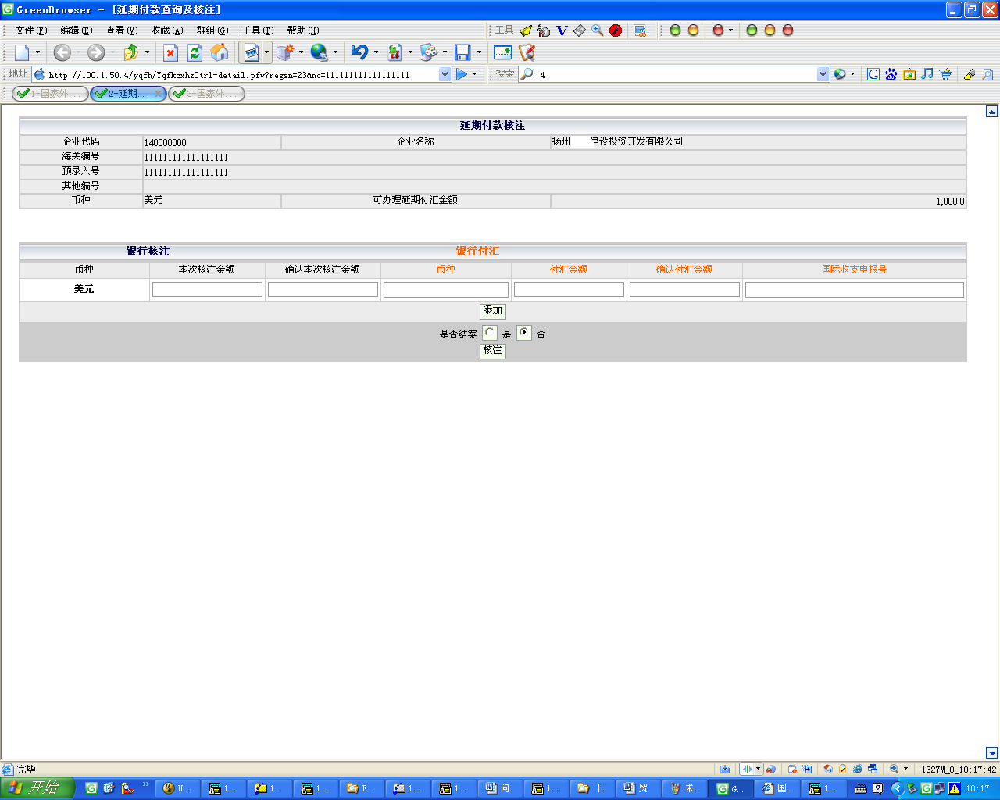 GreenBrowser - [延期付款查询及核注]
文件(F) 编辑(E) 查看(V) 收藏(A) 群组(G) 工具(T) 帮助(H) 工具
地址 http://100.1.50.4/yqfh/YqfkcxhzCtrl-detail.pfv?regsn=23&no=111111111111111111 搜索 .4
1-国家外... 2-延期... 3-国家外...
延期付款核注
企业代码 140000000 企业名称 扬州 建设投资开发有限公司
海关编号 111111111111111111
预录入号 111111111111111111
其他编号
币种 美元 可办理延期付汇金额 1,000.0
银行核注 银行付汇
币种 本次核注金额 确认本次核注金额 币种 付汇金额 确认付汇金额 国际收支申报号
美元
添加
是否结案 是 否
核注
完毕 1327M_0_10:17:42
开始 U.. 1.. 1.. 1.. F.. 1.. 1.. 问.. 1.. [.. 贸.. 未.. G.. 国.. 1.. 10:17